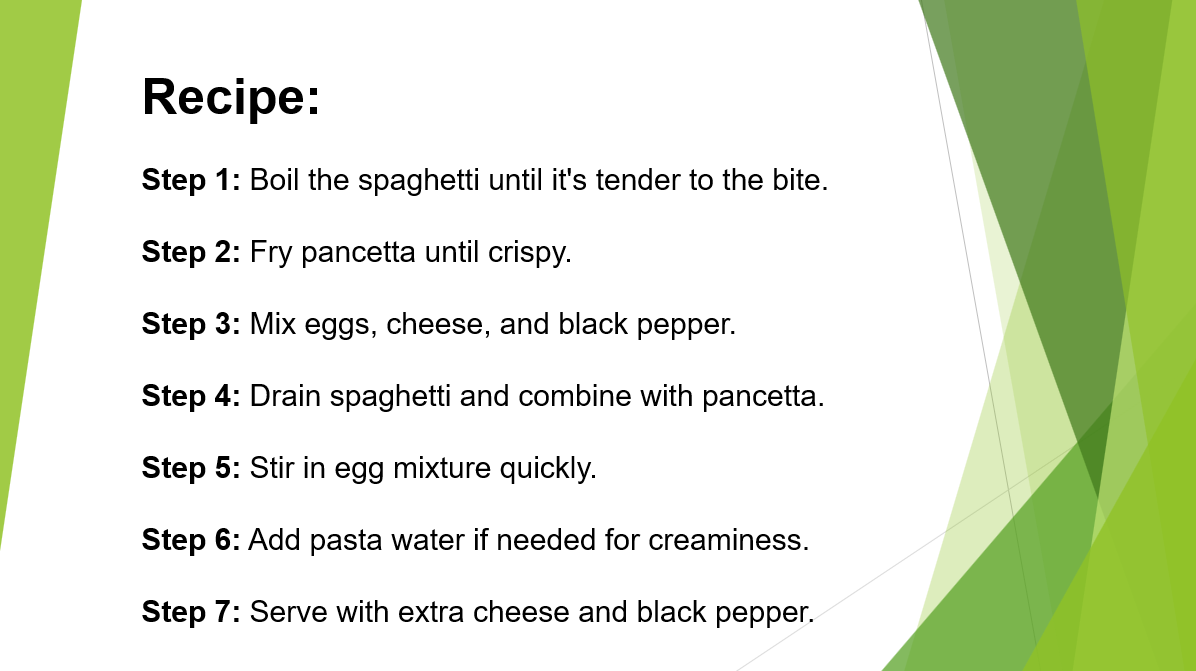 Recipe:
Step 1: Boil the spaghetti until it's tender to the bite.
Step 2: Fry pancetta until crispy.
Step 3: Mix eggs, cheese, and black pepper.
Step 4: Drain spaghetti and combine with pancetta.
Step 5: Stir in egg mixture quickly.
Step 6: Add pasta water if needed for creaminess.
Step 7: Serve with extra cheese and black pepper.